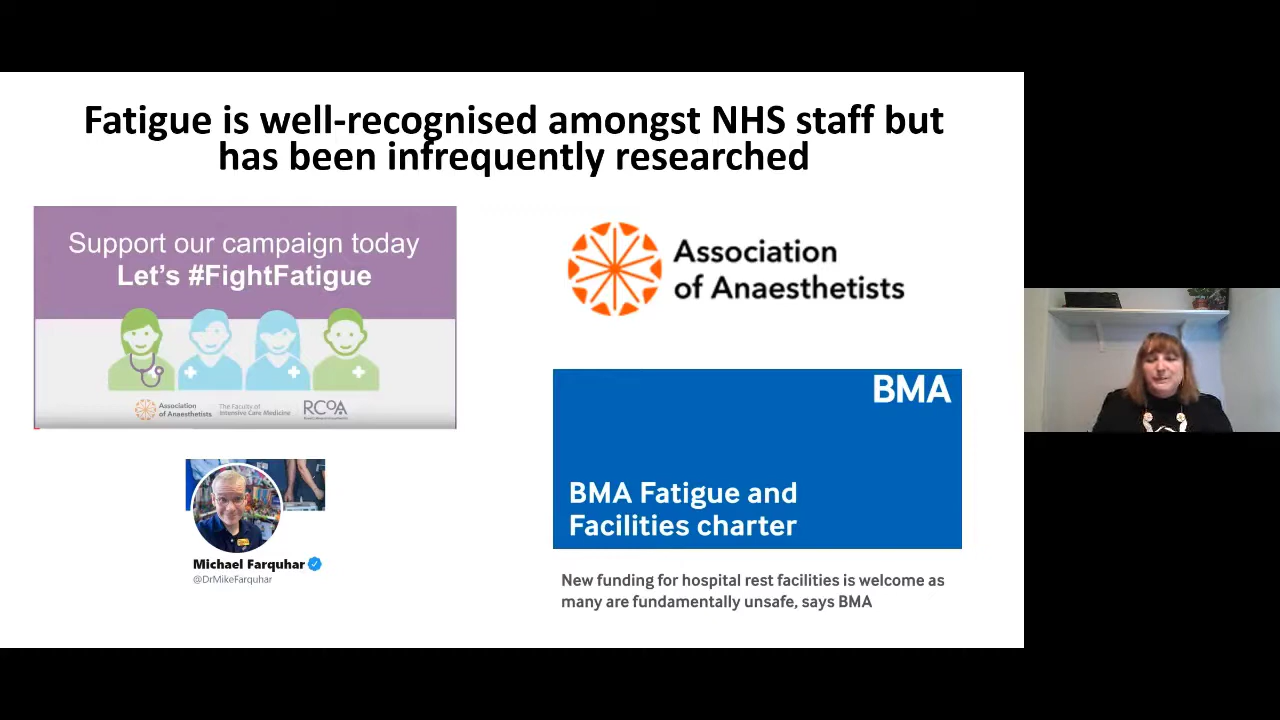 Fatigue is well-recognised amongst NHS staff but
has been infrequently researched
Support our campaign today
Let's #FightFatigue
Association
of Anaesthetists
The Faculty of
Intensive Care Medicine
RCoA
Michael Farquhar
@DrMikeFarquhar
Association
of Anaesthetists
BMA
BMA Fatigue and
Facilities charter
New funding for hospital rest facilities is welcome as
many are fundamentally unsafe, says BMA